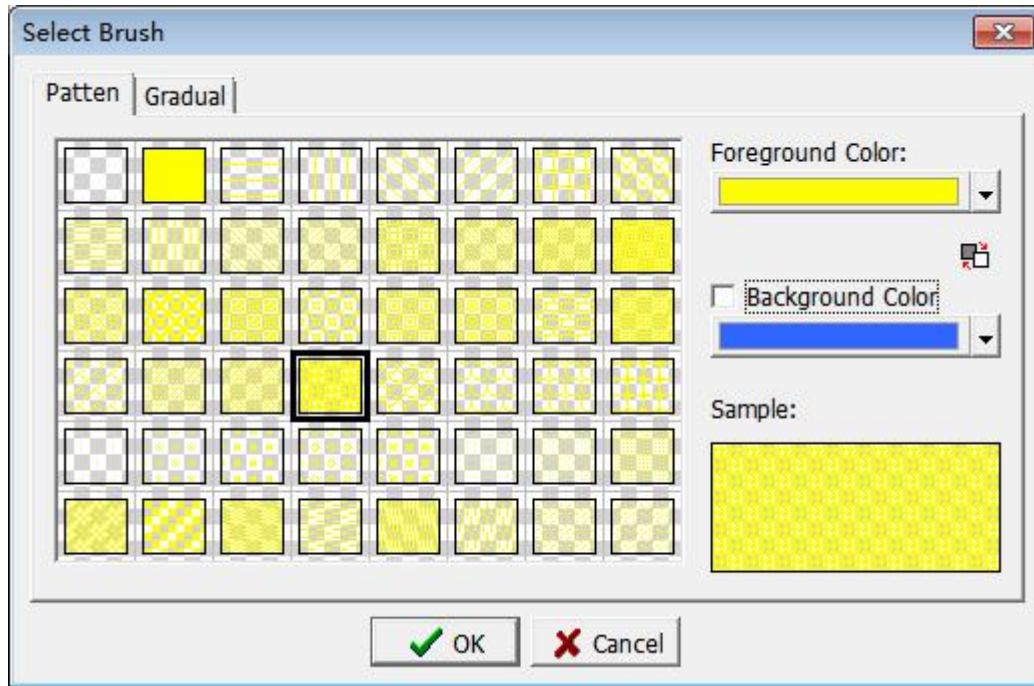 Select Brush
Patten
Gradual
Foreground Color:
Background Color
Sample:
OK
Cancel